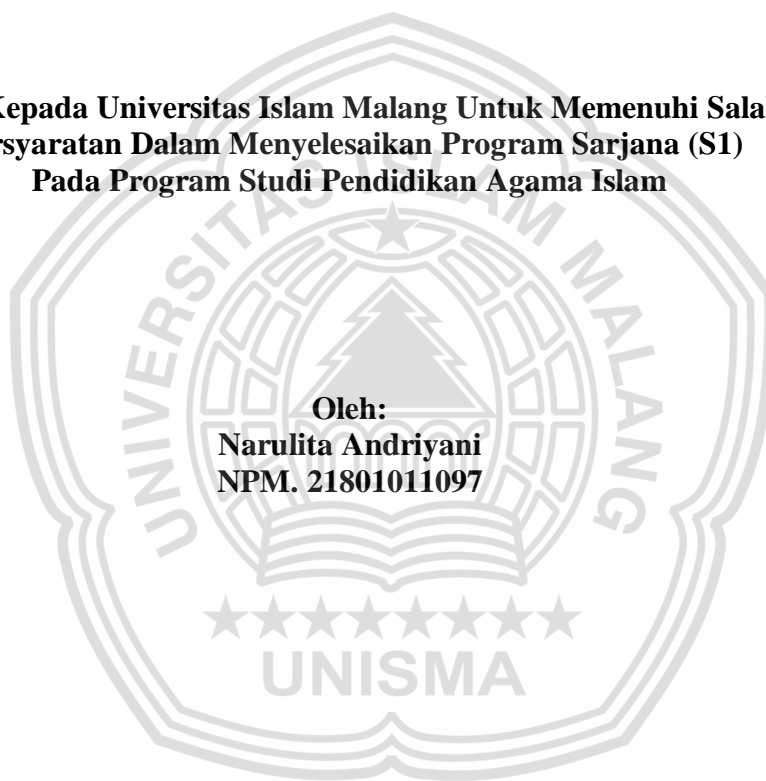 Kepada Universitas Islam Malang Untuk Memenuhi Sala
rsyaratan Dalam Menyelesaikan Program Sarjana (S1)
Pada Program Studi Pendidikan Agama Islam
UNIVERSITAS ISLAM MALANG
Oleh:
Narulita Andriyani
NPM. 21801011097
UNISMA